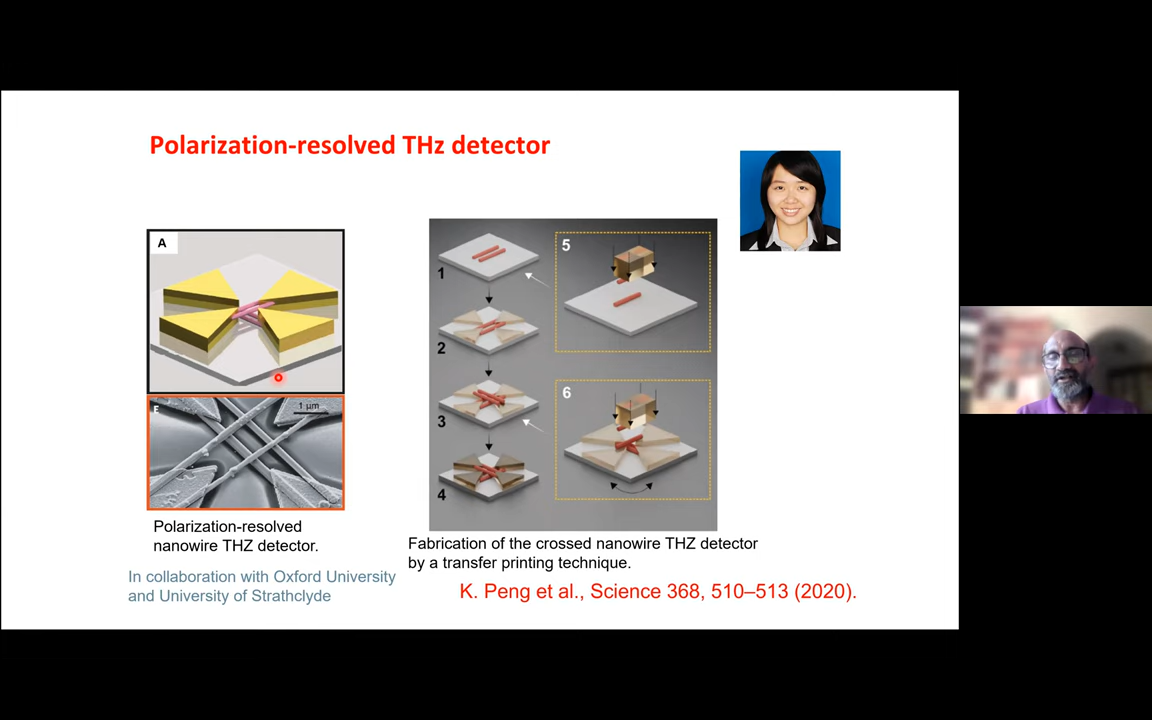 Polarization-resolved THz detector
A
E
1 μm
Polarization-resolved
nanowire THZ detector.
In collaboration with Oxford University
and University of Strathclyde
1
2
3
4
5
6
Fabrication of the crossed nanowire THZ detector
by a transfer printing technique.
K. Peng et al., Science 368, 510–513 (2020).